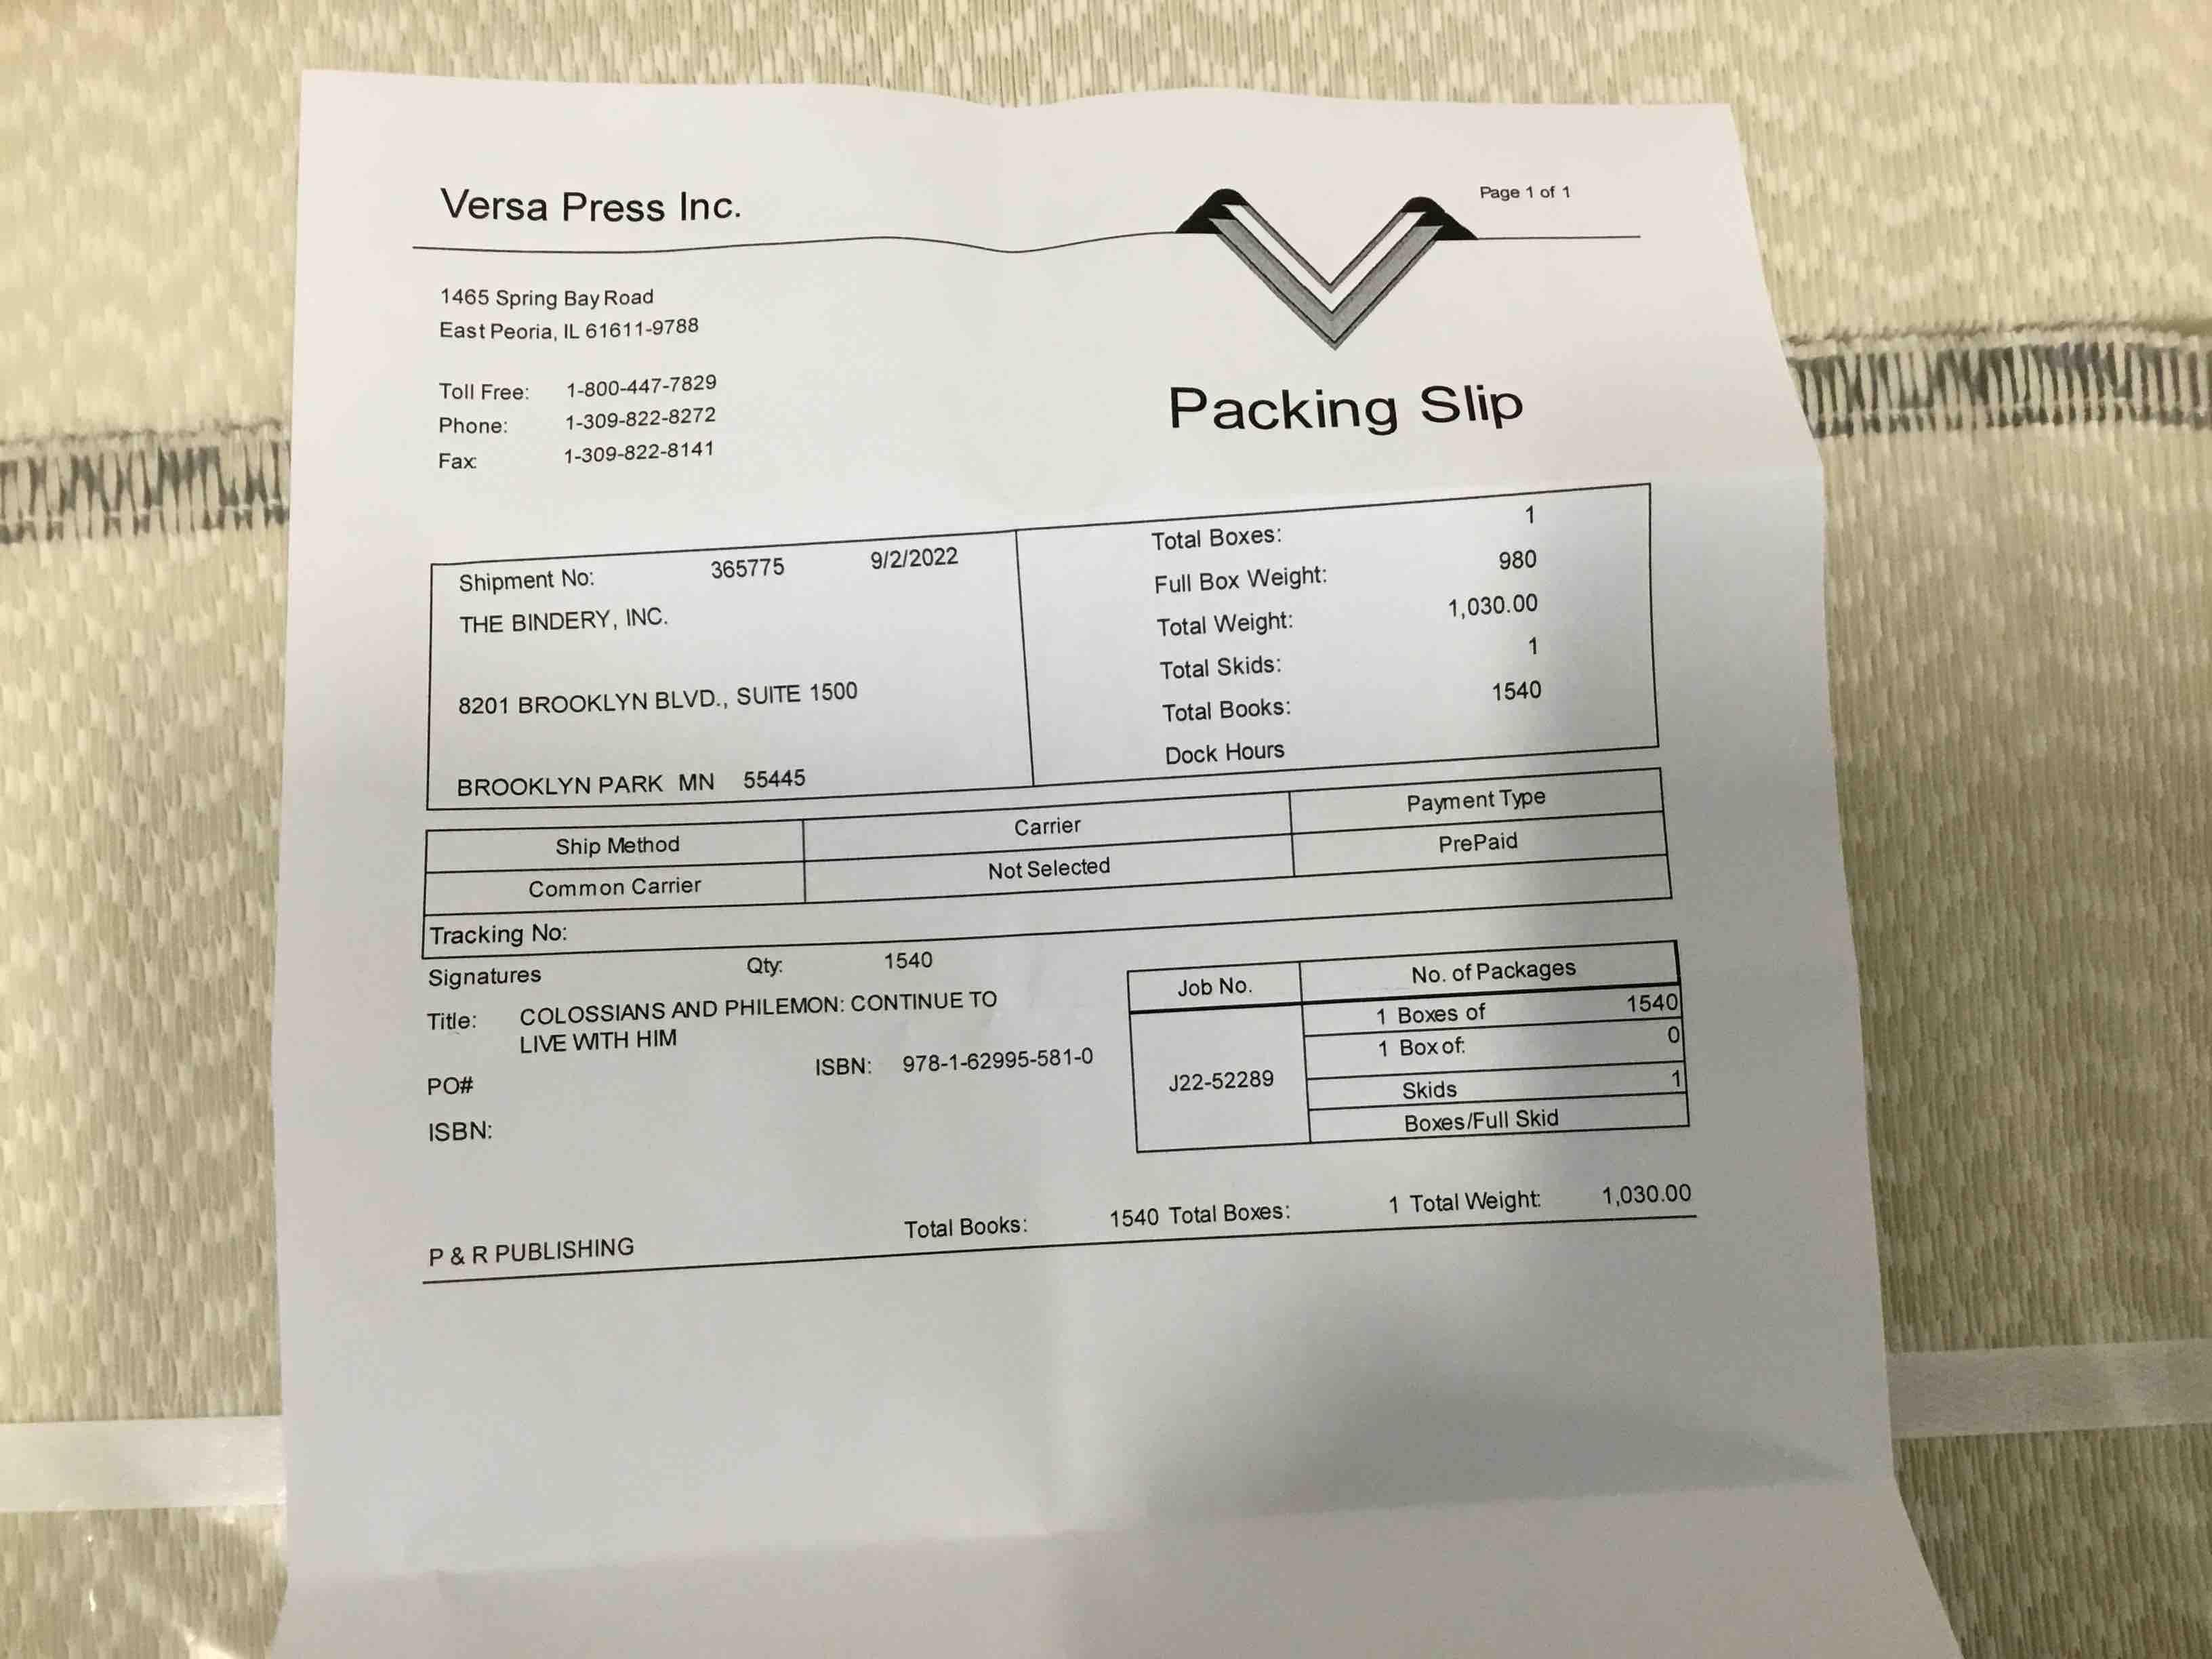 Versa Press Inc.
Page 1 of 1
1465 Spring Bay Road
East Peoria, IL 61611-9788
Toll Free: 1-800-447-7829
Phone: 1-309-822-8272
Fax: 1-309-822-8141
Packing Slip
Shipment No: 365775 9/2/2022
THE BINDERY, INC.
8201 BROOKLYN BLVD., SUITE 1500
BROOKLYN PARK MN 55445
Total Boxes: 1
Full Box Weight: 980
Total Weight: 1,030.00
Total Skids: 1
Total Books: 1540
Dock Hours
Ship Method Carrier Payment Type
Common Carrier Not Selected PrePaid
Tracking No:
Signatures Qty: 1540
Title: COLOSSIANS AND PHILEMON: CONTINUE TO
LIVE WITH HIM
PO# ISBN: 978-1-62995-581-0
ISBN:
Job No. No. of Packages
J22-52289
1 Boxes of 1540
1 Box of: 0
Skids 1
Boxes/Full Skid
P & R PUBLISHING Total Books: 1540 Total Boxes: 1 Total Weight: 1,030.00